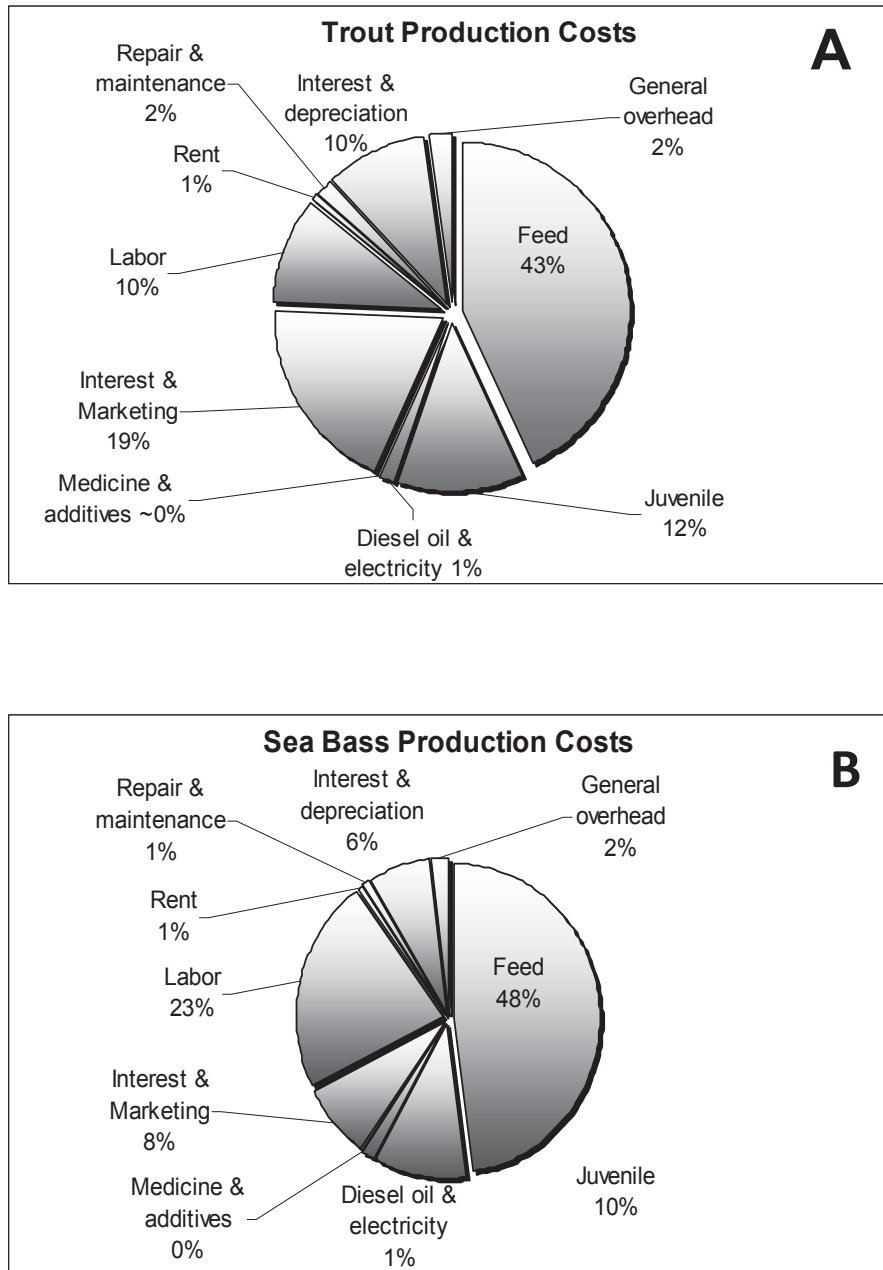 Trout Production Costs
A
Repair &
maintenance
2%
Interest &
depreciation
10%
General
overhead
2%
Rent
1%
Feed
43%
Labor
10%
Interest &
Marketing
19%
Medicine &
additives ~0%
Diesel oil &
electricity 1%
Juvenile
12%
Sea Bass Production Costs
B
Repair &
maintenance
1%
Interest &
depreciation
6%
General
overhead
2%
Rent
1%
Feed
48%
Labor
23%
Interest &
Marketing
8%
Medicine &
additives
0%
Diesel oil &
electricity
1%
Juvenile
10%